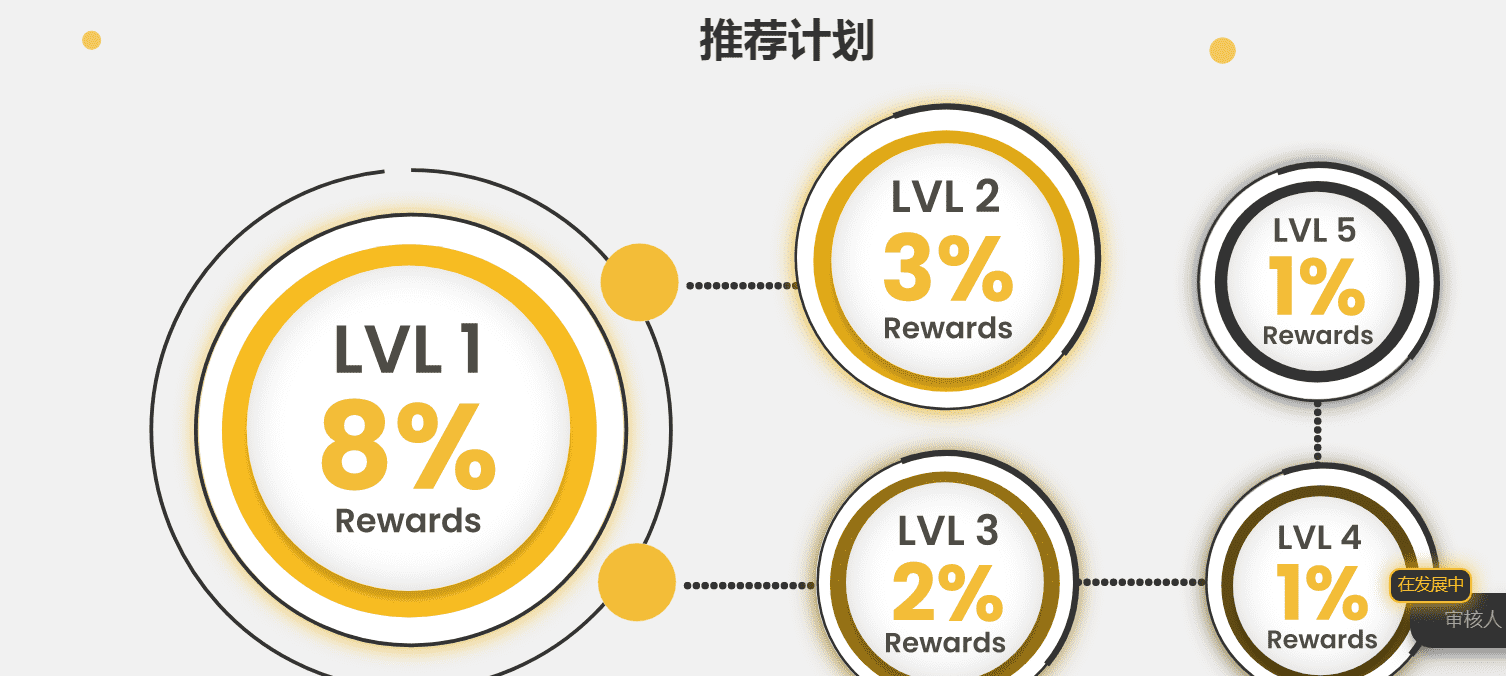 推荐计划
LVL 1
8%
Rewards
LVL 2
3%
Rewards
LVL 3
2%
Rewards
LVL 4
1%
Rewards
LVL 5
1%
Rewards
在发展中
审核人